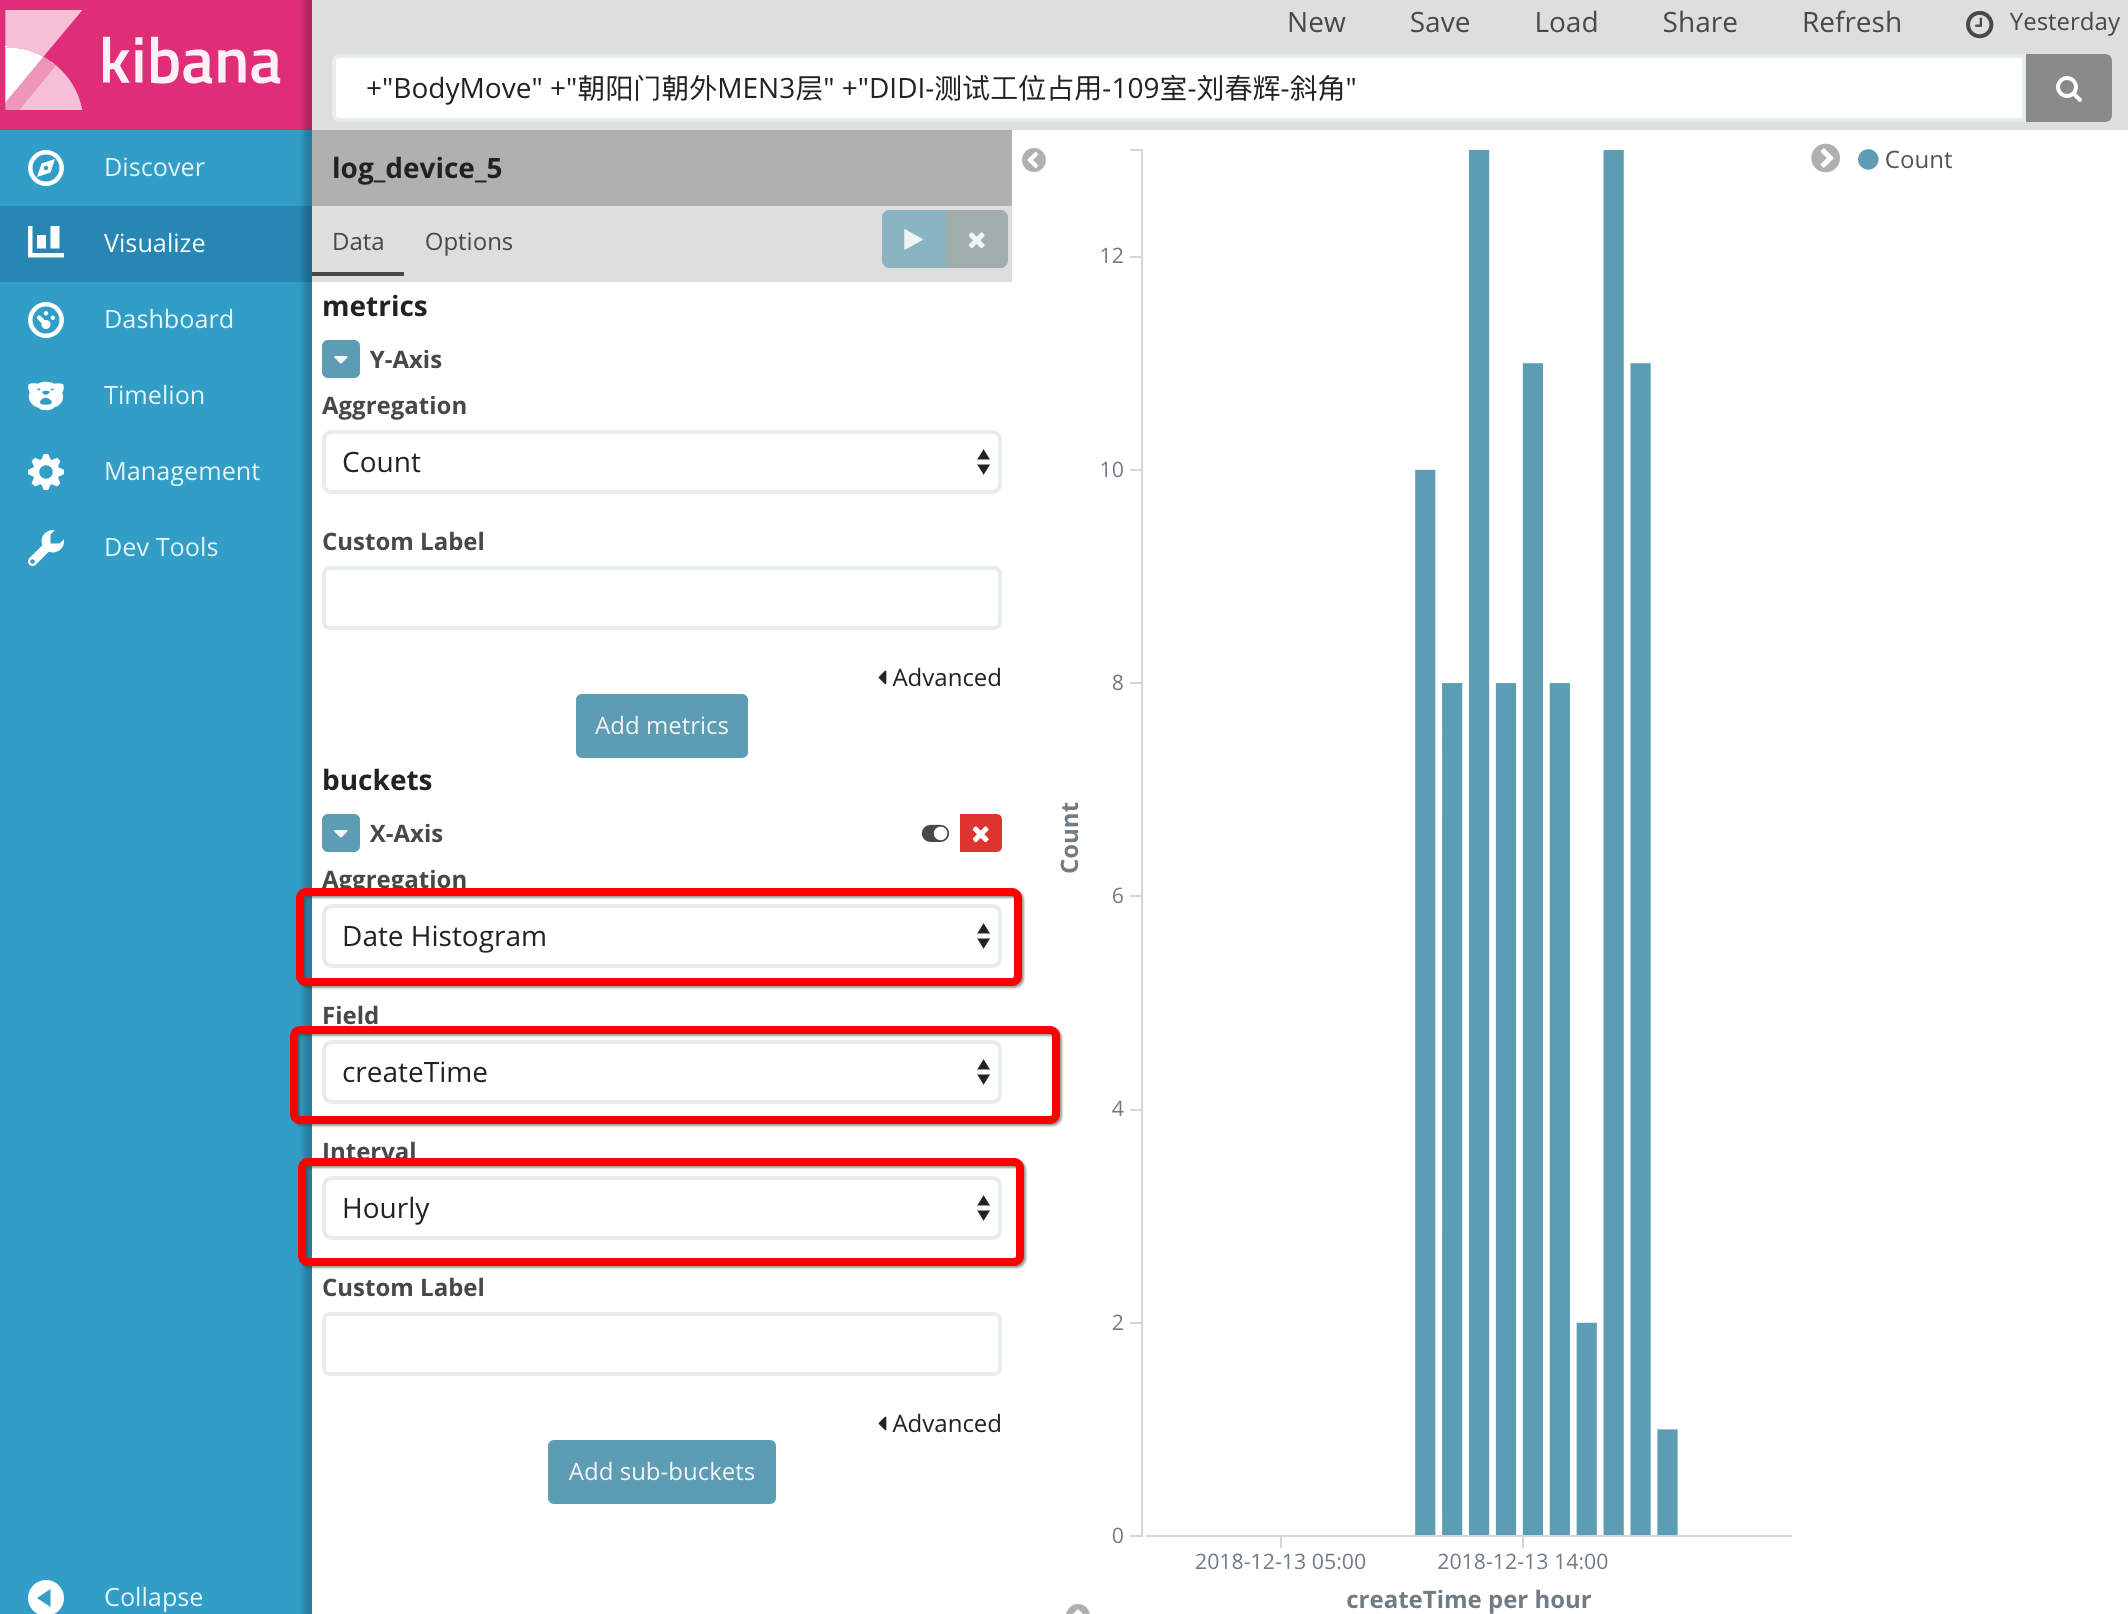 kibana
New Save Load Share Refresh Yesterday
+"BodyMove" +"朝阳门朝外MEN3层" +"DIDI-测试工位占用-109室-刘春辉-斜角"
Discover
Visualize
Dashboard
Timelion
Management
Dev Tools
Collapse
log_device_5
Data Options
metrics
Y-Axis
Aggregation
Count
Custom Label
Advanced
Add metrics
buckets
X-Axis
Aggregation
Date Histogram
Field
createTime
Interval
Hourly
Custom Label
Advanced
Add sub-buckets
Count
12
10
8
6
4
2
0
Count
2018-12-13 05:00 2018-12-13 14:00
createTime per hour